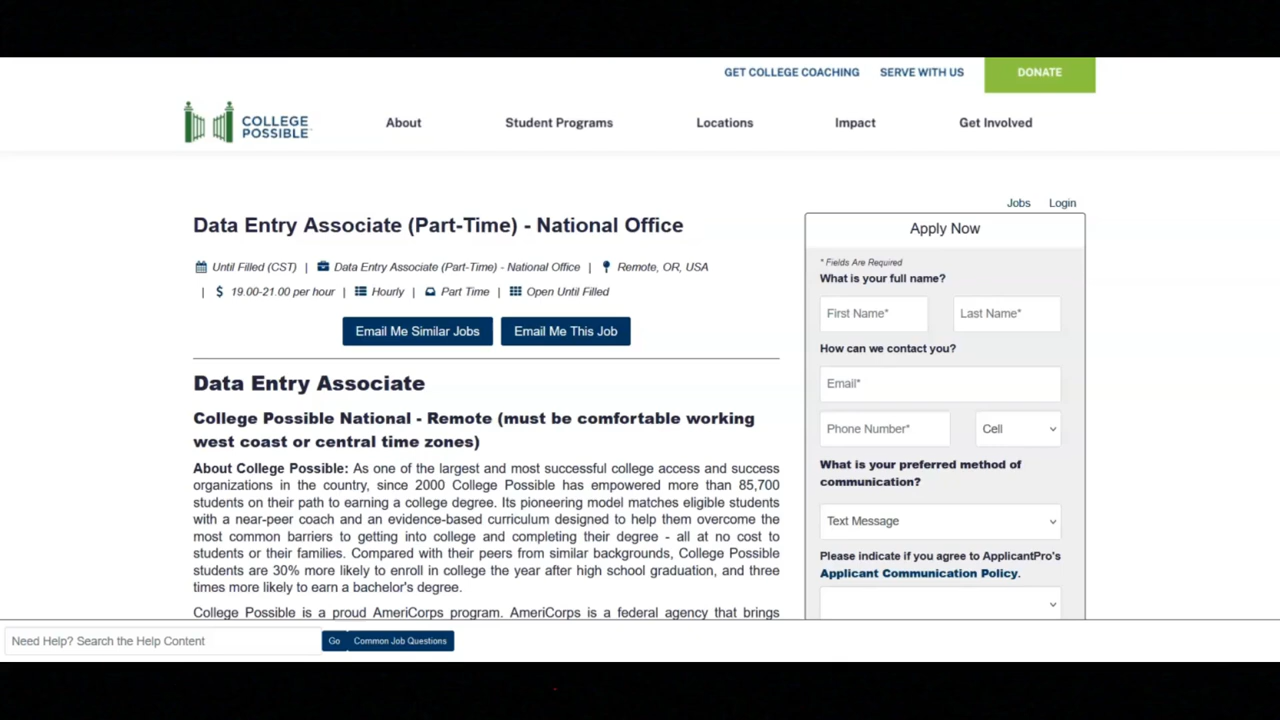 GET COLLEGE COACHING SERVE WITH US DONATE
COLLEGE
POSSIBLE
About Student Programs Locations Impact Get Involved
Jobs Login
Data Entry Associate (Part-Time) - National Office
Until Filled (CST) | Data Entry Associate (Part-Time) - National Office | Remote, OR, USA
| $ 19.00-21.00 per hour | Hourly | Part Time | Open Until Filled
Email Me Similar Jobs Email Me This Job
Data Entry Associate
College Possible National - Remote (must be comfortable working
west coast or central time zones)
About College Possible: As one of the largest and most successful college access and success
organizations in the country, since 2000 College Possible has empowered more than 85,700
students on their path to earning a college degree. Its pioneering model matches eligible students
with a near-peer coach and an evidence-based curriculum designed to help them overcome the
most common barriers to getting into college and completing their degree - all at no cost to
students or their families. Compared with their peers from similar backgrounds, College Possible
students are 30% more likely to enroll in college the year after high school graduation, and three
times more likely to earn a bachelor's degree.
College Possible is a proud AmeriCorps program. AmeriCorps is a federal agency that brings
Apply Now
* Fields Are Required
What is your full name?
First Name* Last Name*
How can we contact you?
Email*
Phone Number* Cell
What is your preferred method of
communication?
Text Message
Please indicate if you agree to ApplicantPro's
Applicant Communication Policy.
Need Help? Search the Help Content Go Common Job Questions